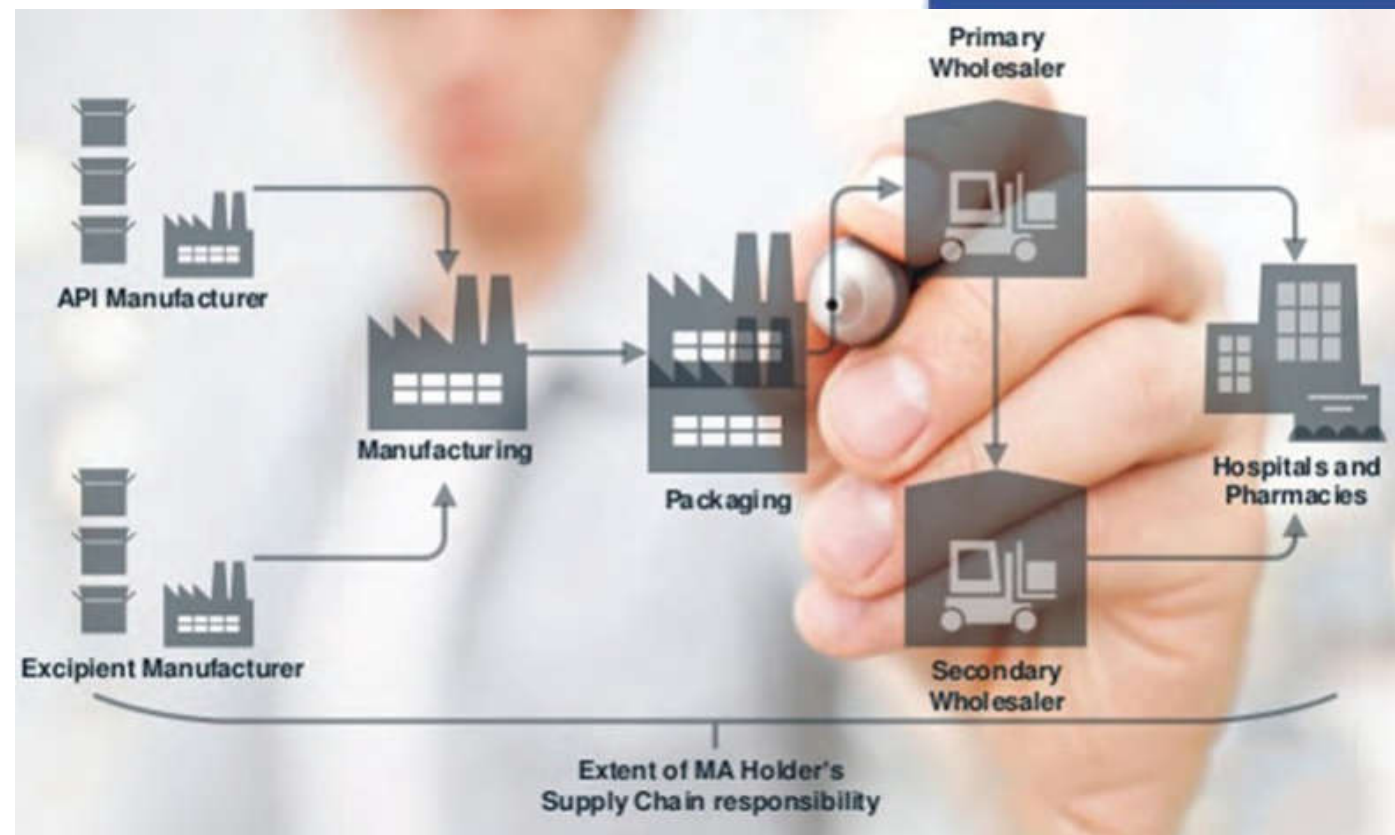 Primary
Wholesaler
API Manufacturer
Manufacturing
Packaging
Hospitals and
Pharmacies
Excipient Manufacturer
Secondary
Wholesaler
Extent of MA Holder's
Supply Chain responsibility